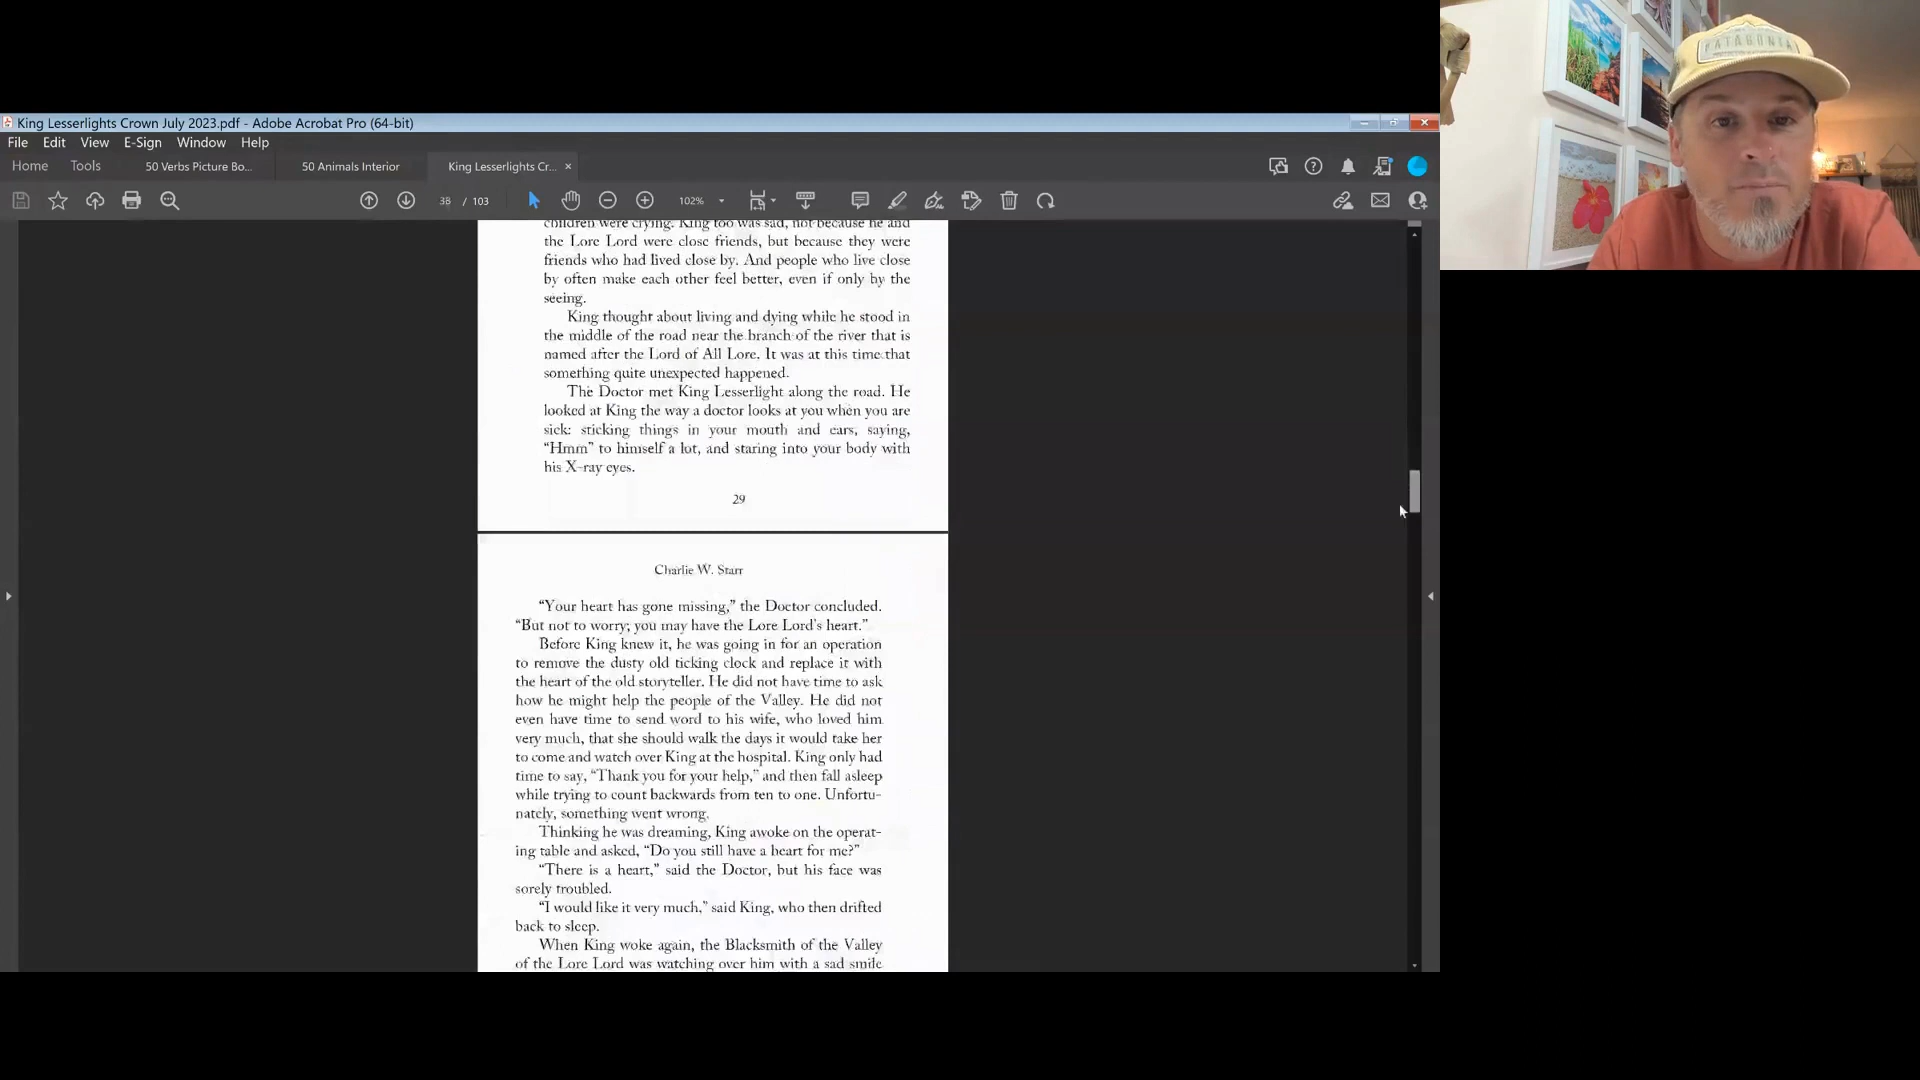 King Lesserlights Crown July 2023.pdf - Adobe Acrobat Pro (64-bit)
File Edit View E-Sign Window Help
Home Tools 50 Verbs Picture Bo... 50 Animals Interior King Lesserlights Cr... ×
38 / 103 102%
children were crying. King too was sad, not because he and
the Lore Lord were close friends, but because they were
friends who had lived close by. And people who live close
by often make each other feel better, even if only by the
seeing.
King thought about living and dying while he stood in
the middle of the road near the branch of the river that is
named after the Lord of All Lore. It was at this time that
something quite unexpected happened.
The Doctor met King Lesserlight along the road. He
looked at King the way a doctor looks at you when you are
sick: sticking things in your mouth and ears, saying,
“Hmm” to himself a lot, and staring into your body with
his X-ray eyes.
29
Charlie W. Starr
“Your heart has gone missing,” the Doctor concluded.
“But not to worry; you may have the Lore Lord's heart.”
Before King knew it, he was going in for an operation
to remove the dusty old ticking clock and replace it with
the heart of the old storyteller. He did not have time to ask
how he might help the people of the Valley. He did not
even have time to send word to his wife, who loved him
very much, that she should walk the days it would take her
to come and watch over King at the hospital. King only had
time to say, “Thank you for your help,” and then fall asleep
while trying to count backwards from ten to one. Unfortu-
nately, something went wrong.
Thinking he was dreaming, King awoke on the operat-
ing table and asked, “Do you still have a heart for me?”
“There is a heart,” said the Doctor, but his face was
sorely troubled.
“I would like it very much,” said King, who then drifted
back to sleep.
When King woke again, the Blacksmith of the Valley
of the Lore Lord was watching over him with a sad smile
PATAGONIA